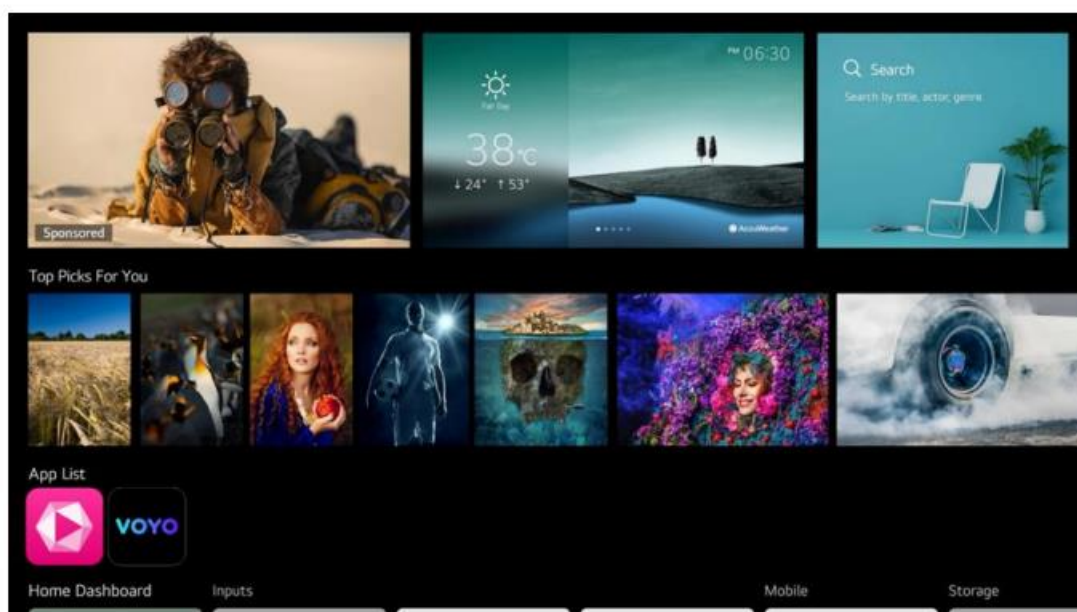 Sponsored
Fair Day
38°C
↓ 24° ↑ 53°
PM 06:30
AccuWeather
Search
Search by title, actor, genre
Top Picks For You
App List
VOYO
Home Dashboard
Inputs
Mobile
Storage